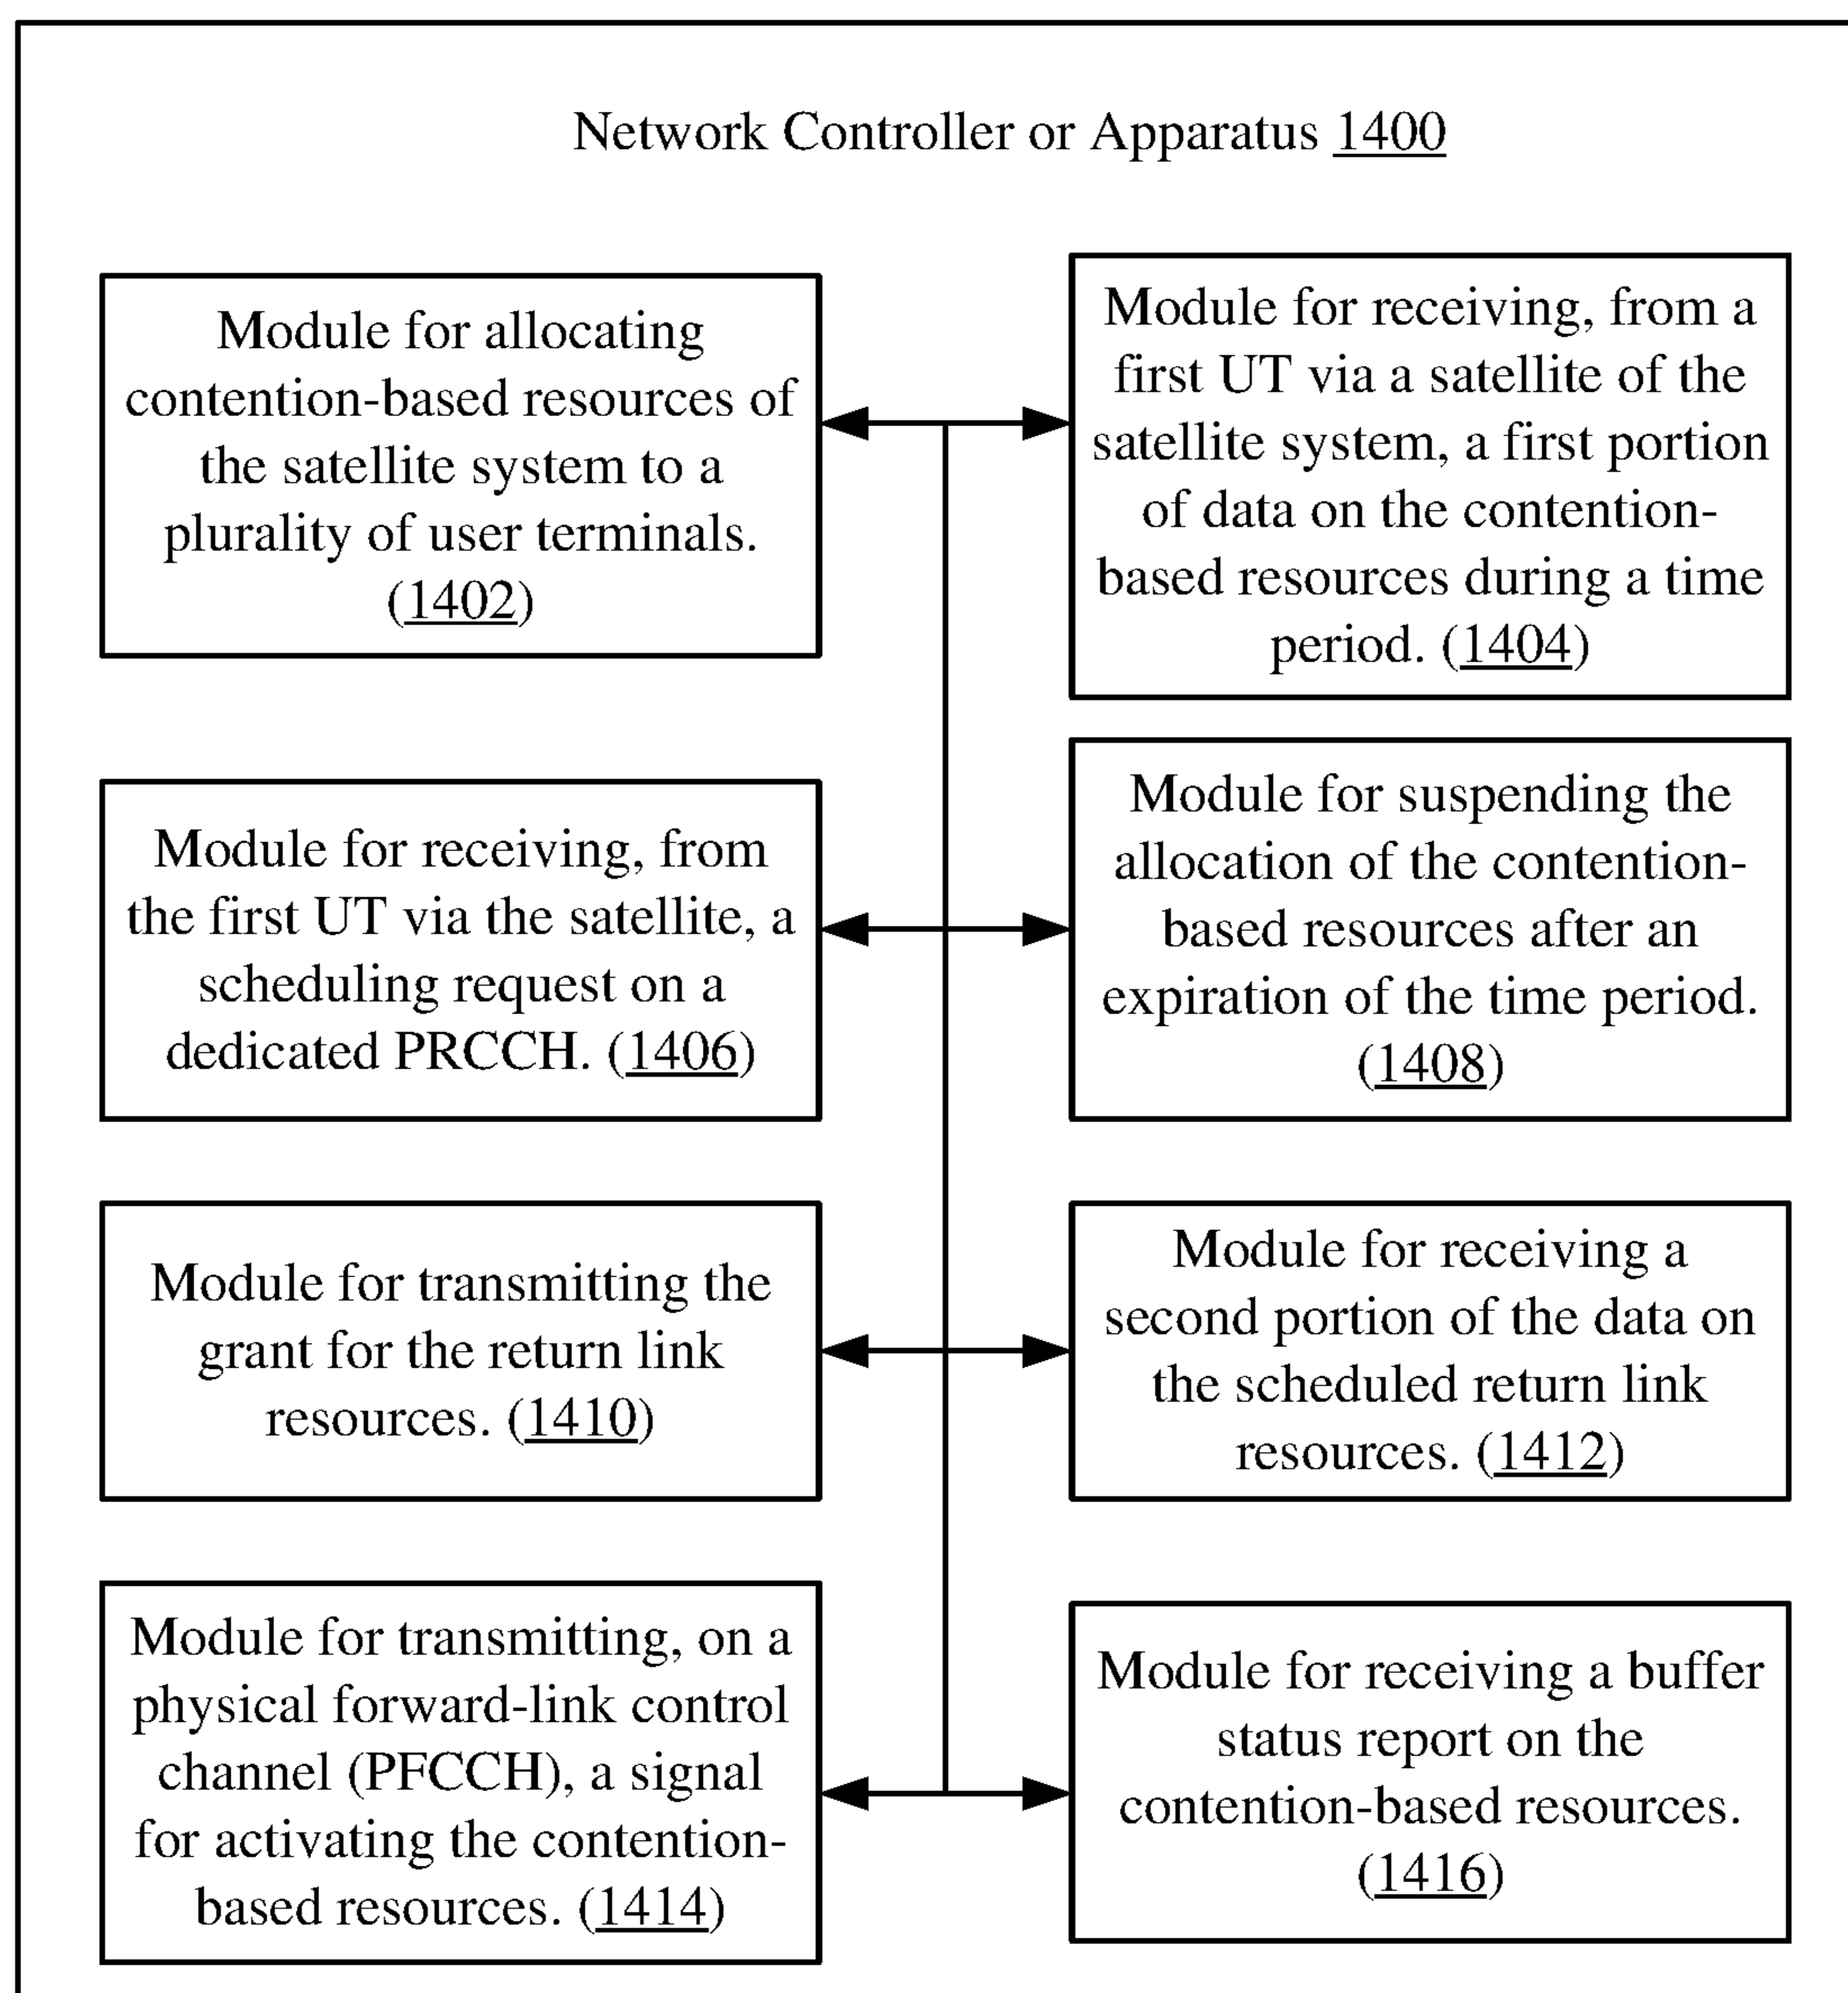 Network Controller or Apparatus 1400
Module for allocating
contention-based resources of
the satellite system to a
plurality of user terminals.
(1402)
Module for receiving, from a
first UT via a satellite of the
satellite system, a first portion
of data on the contention-
based resources during a time
period. (1404)
Module for receiving, from
the first UT via the satellite, a
scheduling request on a
dedicated PRCCH. (1406)
Module for suspending the
allocation of the contention-
based resources after an
expiration of the time period.
(1408)
Module for transmitting the
grant for the return link
resources. (1410)
Module for receiving a
second portion of the data on
the scheduled return link
resources. (1412)
Module for transmitting, on a
physical forward-link control
channel (PFCCH), a signal
for activating the contention-
based resources. (1414)
Module for receiving a buffer
status report on the
contention-based resources.
(1416)